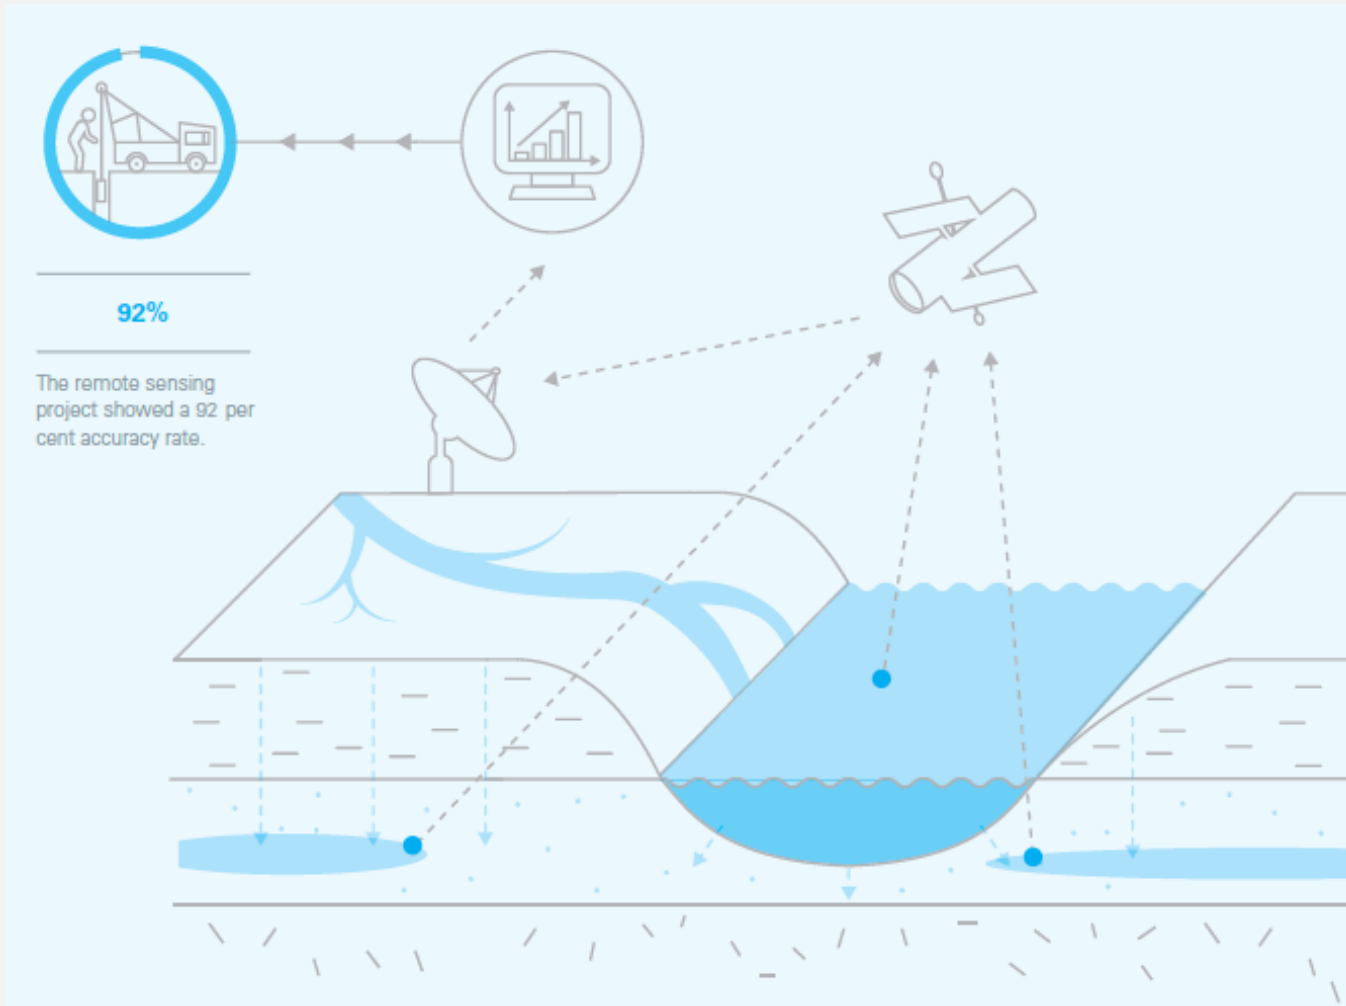 92%
The remote sensing
project showed a 92 per
cent accuracy rate.